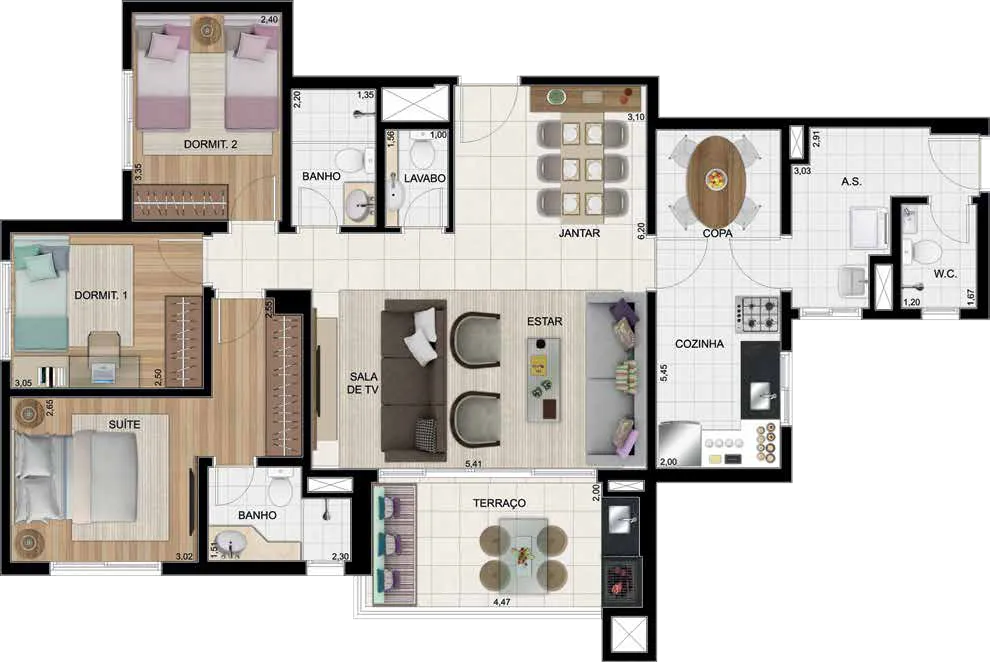 2,40
DORMIT. 2
3,35
2,20
1,35
BANHO
1,56
1,00
LAVABO
3,10
JANTAR
6,20
COPA
2,91
3,03
A.S.
W.C.
1,20
1,67
DORMIT. 1
3,05
2,50
2,55
SALA
DE TV
ESTAR
5,41
COZINHA
5,45
2,00
2,65
SUÍTE
3,02
BANHO
1,51
2,30
TERRAÇO
2,00
4,47